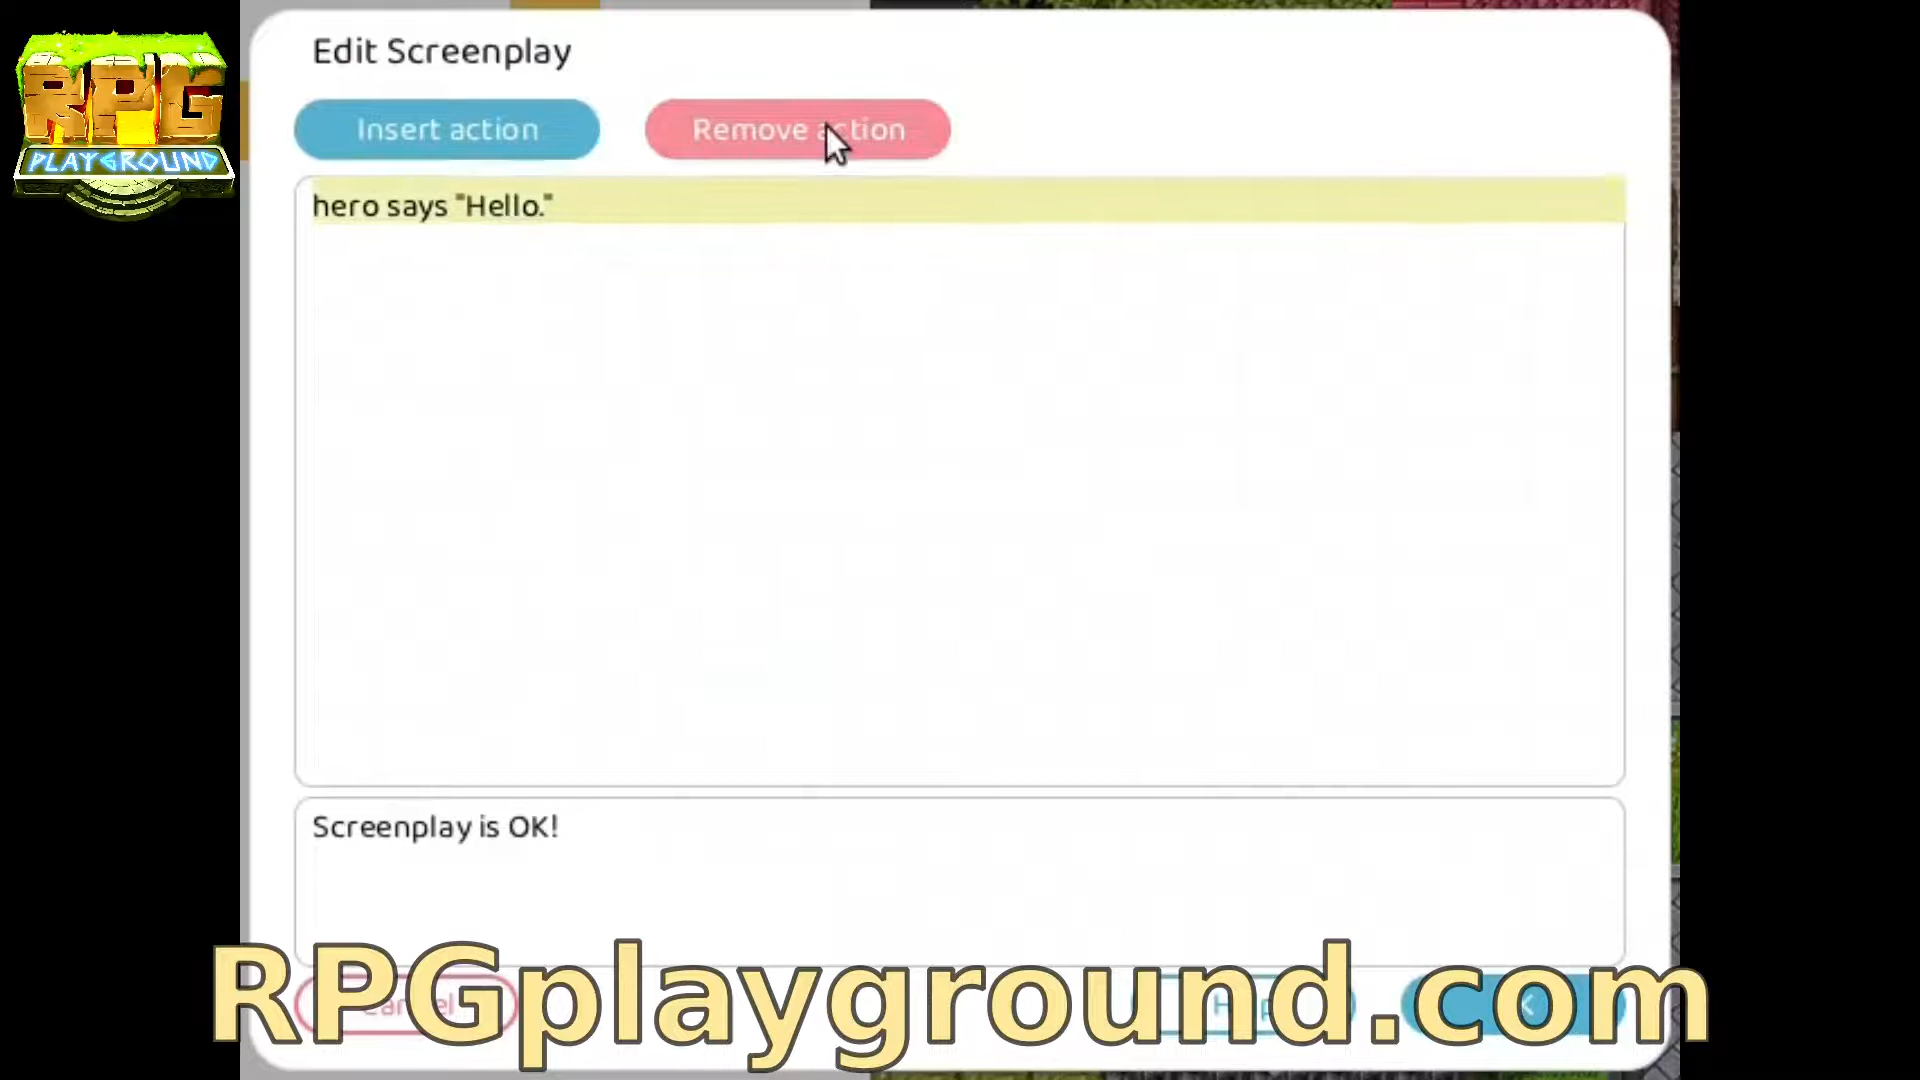 RPG
PLAYGROUND
Edit Screenplay
Insert action
Remove action
hero says "Hello."
Screenplay is OK!
RPGplayground.com